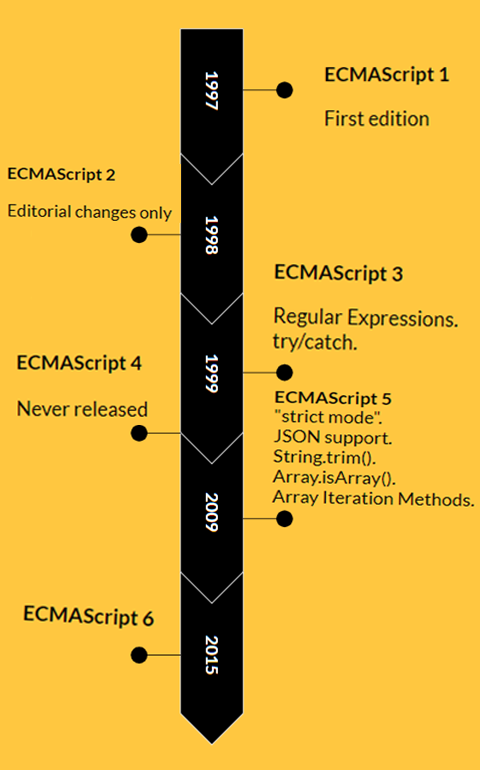 1997
ECMAScript 1
First edition
ECMAScript 2
Editorial changes only
1998
ECMAScript 3
Regular Expressions.
try/catch.
1999
ECMAScript 4
Never released
ECMAScript 5
"strict mode".
JSON support.
String.trim().
Array.isArray().
Array Iteration Methods.
2009
ECMAScript 6
2015